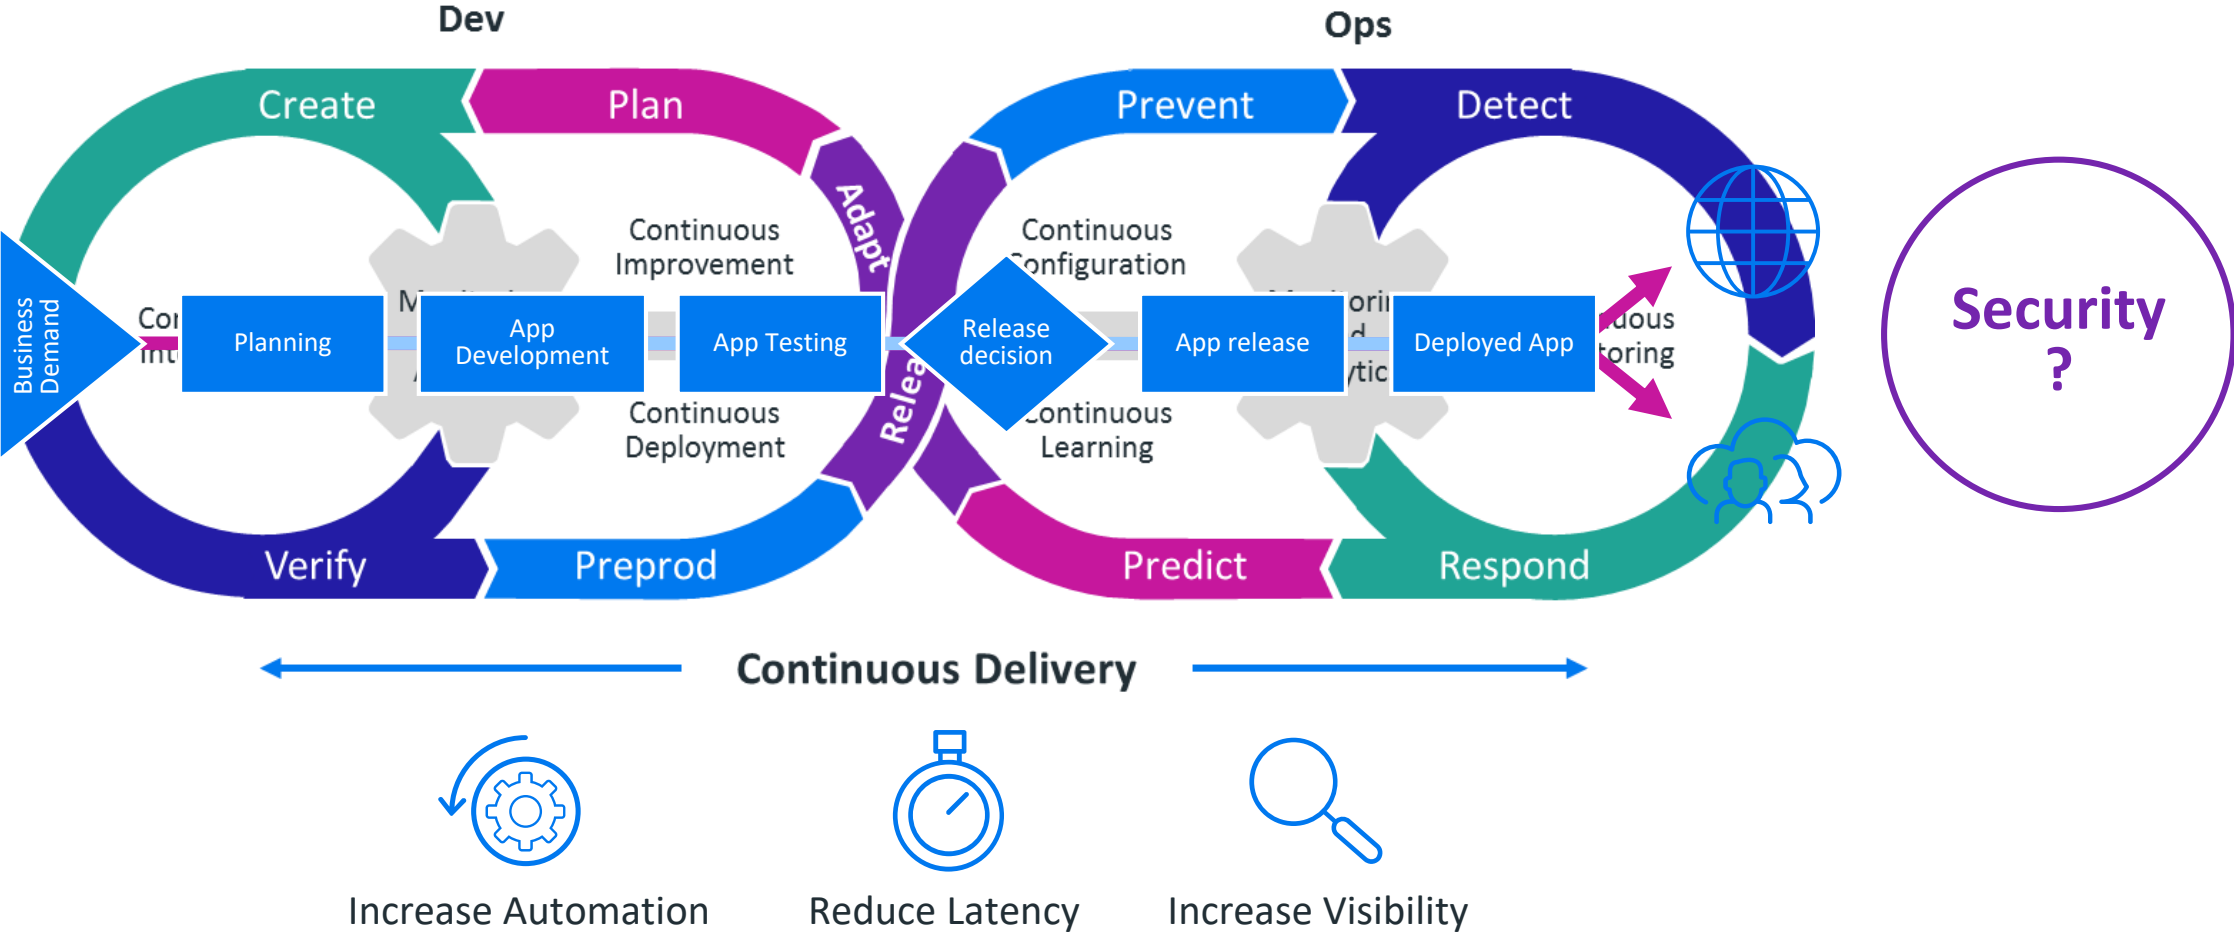 Dev
Ops
Create
Plan
Prevent
Detect
Adapt
Continuous
Improvement
Continuous
Security
?
Business
Demand
Planning
App
Development
App Testing
Release
decision
App release
Deployed App
Continuous
Deployment
Continuous
Learning
Verify
Preprod
Predict
Respond
Continuous Delivery
Increase Automation
Reduce Latency
Increase Visibility